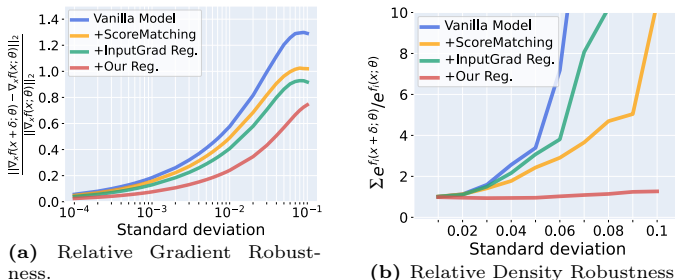 ||∇ₓf(x + δ; θ) − ∇ₓf(x; θ)||₂
||∇ₓf(x; θ)||₂
1.4
1.2
1.0
0.8
0.6
0.4
0.2
0.0
Vanilla Model
+ScoreMatching
+InputGrad Reg.
+Our Reg.
10⁻⁴ 10⁻³ 10⁻² 10⁻¹
Standard deviation
(a) Relative Gradient Robust-
ness.
Σe^{fᵢ(x + δ; θ)}/e^{fᵢ(x; θ)}
10
8
6
4
2
0
Vanilla Model
+ScoreMatching
+InputGrad Reg.
+Our Reg.
0.02 0.04 0.06 0.08 0.1
Standard deviation
(b) Relative Density Robustness